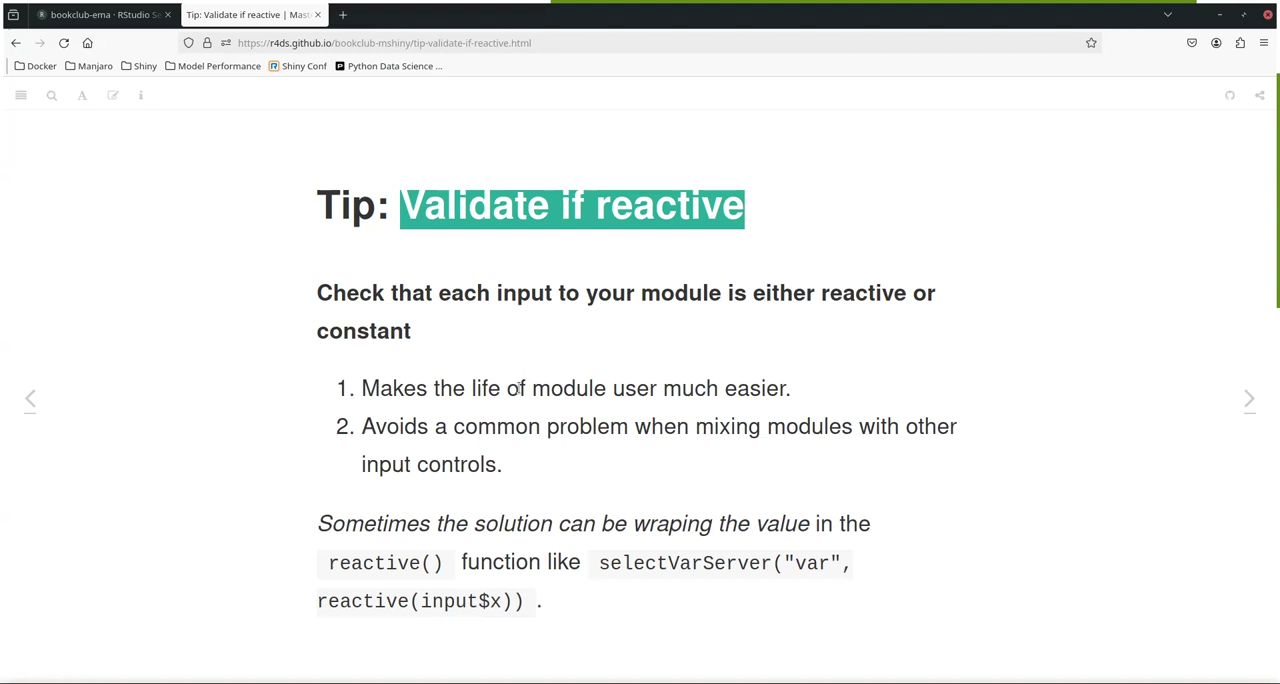 bookclub-ema · RStudio Se
Tip: Validate if reactive | Mast
https://r4ds.github.io/bookclub-mshiny/tip-validate-if-reactive.html
Docker Manjaro Shiny Model Performance Shiny Conf Python Data Science ...
Tip: Validate if reactive
Check that each input to your module is either reactive or
constant
1. Makes the life of module user much easier.
2. Avoids a common problem when mixing modules with other
input controls.
Sometimes the solution can be wraping the value in the
reactive() function like selectVarServer("var",
reactive(input$x)) .